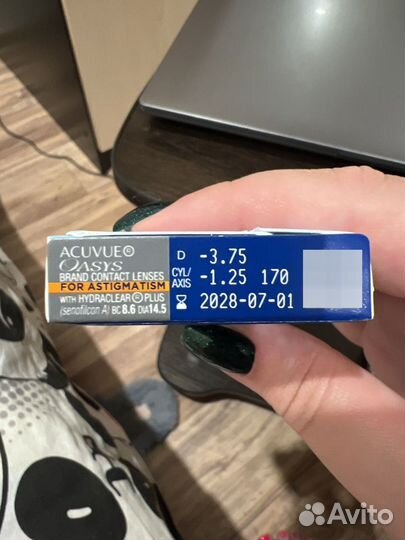 ACUVUE®
OASYS®
BRAND CONTACT LENSES
FOR ASTIGMATISM
WITH HYDRACLEAR® PLUS
(senofilcon A) BC 8.6 DIA 14.5
D -3.75
CYL/AXIS -1.25 170
2028-07-01
Avito